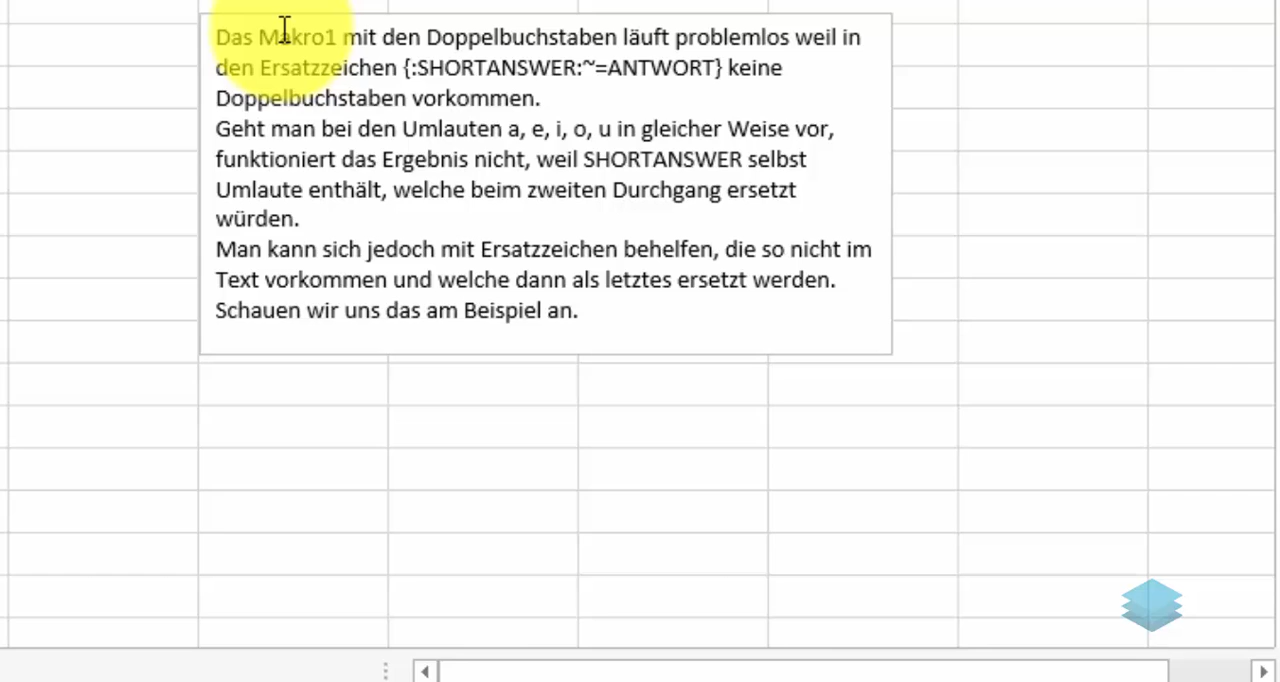 Das Makro1 mit den Doppelbuchstaben läuft problemlos weil in
den Ersatzzeichen {:SHORTANSWER:~=ANTWORT} keine
Doppelbuchstaben vorkommen.
Geht man bei den Umlauten a, e, i, o, u in gleicher Weise vor,
funktioniert das Ergebnis nicht, weil SHORTANSWER selbst
Umlaute enthält, welche beim zweiten Durchgang ersetzt
würden.
Man kann sich jedoch mit Ersatzzeichen behelfen, die so nicht im
Text vorkommen und welche dann als letztes ersetzt werden.
Schauen wir uns das am Beispiel an.